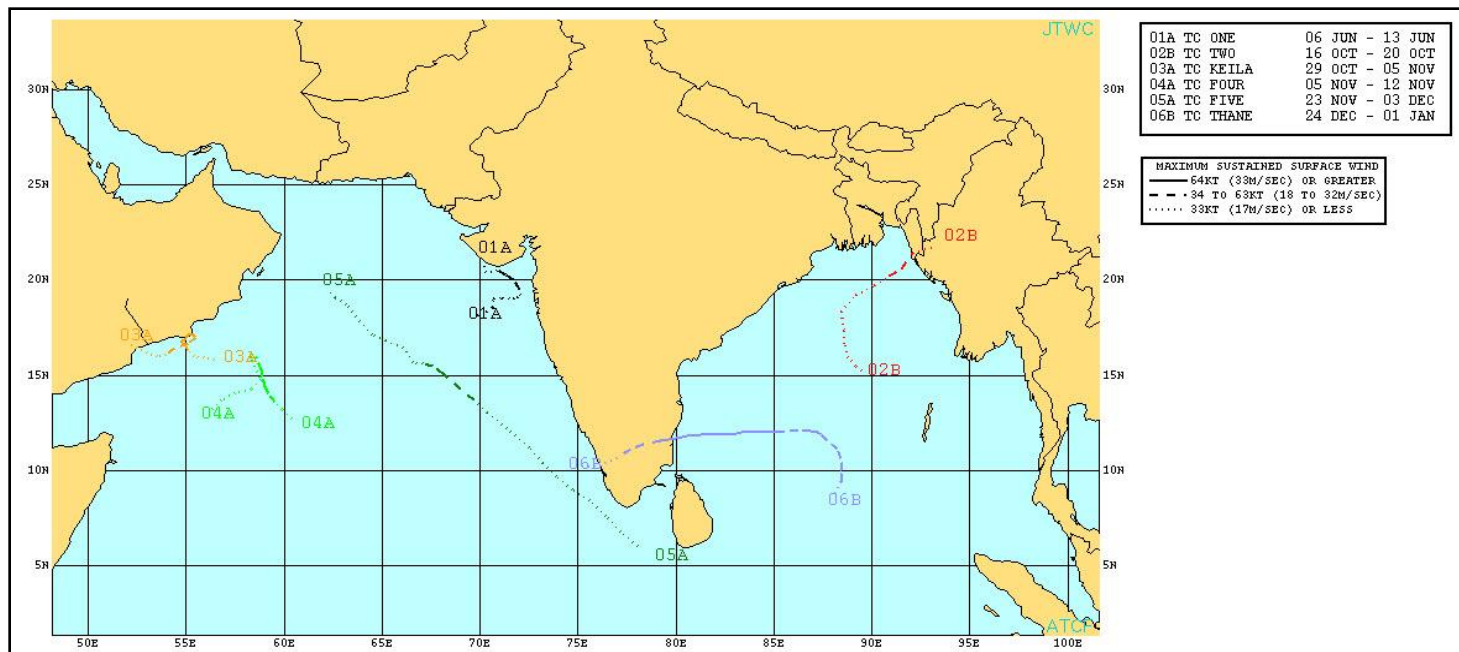 JTWC
01A TC ONE 06 JUN - 13 JUN
02B TC TWO 16 OCT - 20 OCT
03A TC KEILA 29 OCT - 05 NOV
04A TC FOUR 05 NOV - 12 NOV
05A TC FIVE 23 NOV - 03 DEC
06B TC THANE 24 DEC - 01 JAN
MAXIMUM SUSTAINED SURFACE WIND
64KT (33M/SEC) OR GREATER
34 TO 63KT (18 TO 32M/SEC)
33KT (17M/SEC) OR LESS
30N 30N
25N 25N
02B
01A
20N 05A 20N
01A
03A 03A
15N 02B 15N
04A 04A
06B
10N 10N
06B
05A
5N 5N
ATCF
50E 55E 60E 65E 70E 75E 80E 85E 90E 95E 100E